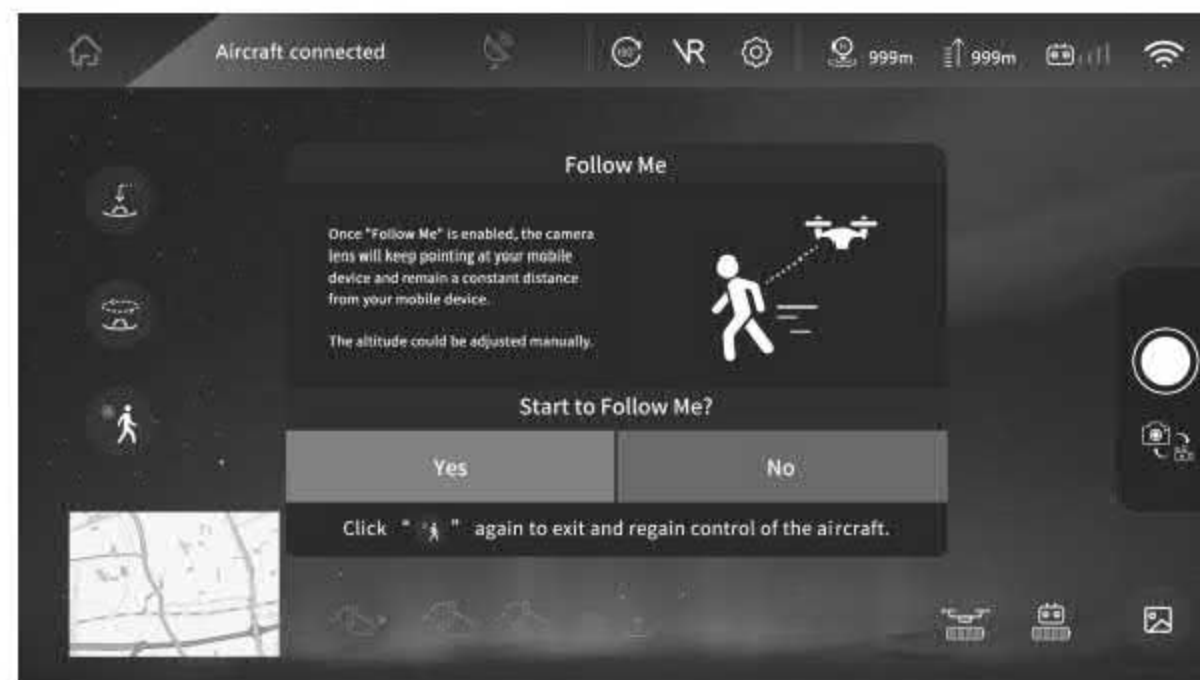 Aircraft connected
180°
VR
H
999m
999m
Follow Me
Once "Follow Me" is enabled, the camera
lens will keep pointing at your mobile
device and remain a constant distance
from your mobile device.
The altitude could be adjusted manually.
Start to Follow Me?
Yes
No
Click " " again to exit and regain control of the aircraft.